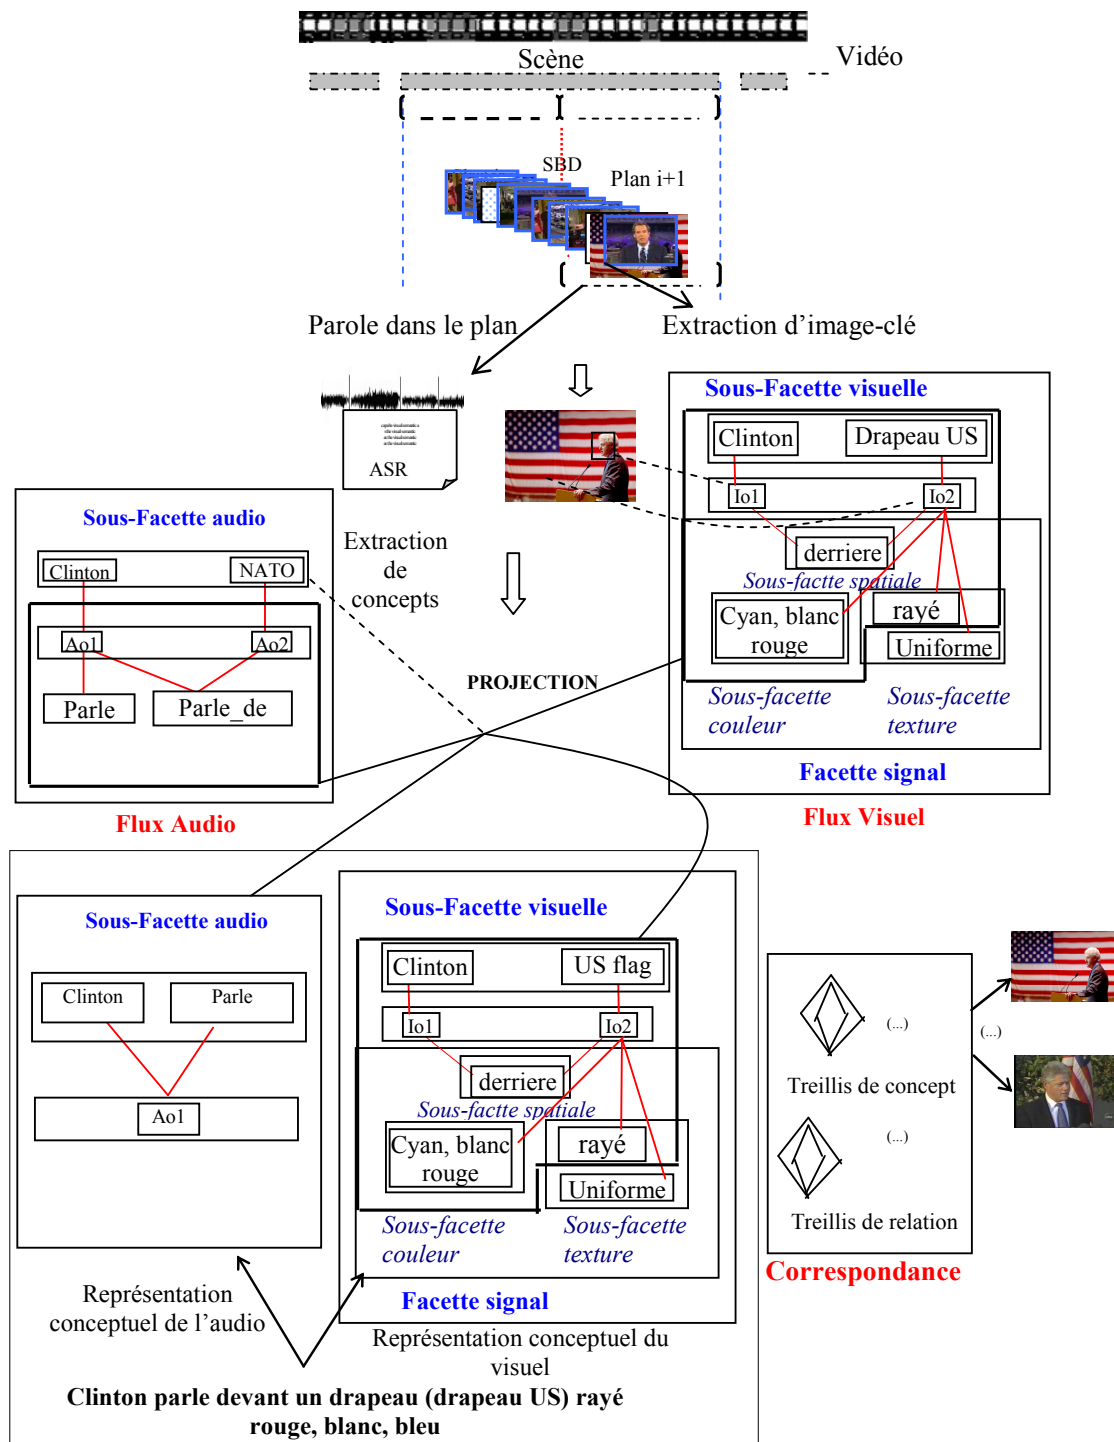 Scène
Vidéo
SBD
Plan i+1
Parole dans le plan
Extraction d'image-clé
ASR
Sous-Facette visuelle
Clinton
Drapeau US
Io1
Io2
derriere
Sous-factte spatiale
Cyan, blanc
rouge
rayé
Uniforme
Sous-facette
couleur
Sous-facette
texture
Facette signal
Flux Visuel
Sous-Facette audio
Clinton
NATO
Ao1
Ao2
Parle
Parle_de
Flux Audio
Extraction
de
concepts
PROJECTION
Sous-Facette audio
Clinton
Parle
Ao1
Représentation
conceptuel de l'audio
Sous-Facette visuelle
Clinton
US flag
Io1
Io2
derriere
Sous-factte spatiale
Cyan, blanc
rouge
rayé
Uniforme
Sous-facette
couleur
Sous-facette
texture
Facette signal
Représentation conceptuel du
visuel
Clinton parle devant un drapeau (drapeau US) rayé
rouge, blanc, bleu
(...)
(...)
Treillis de concept
(...)
Treillis de relation
Correspondance